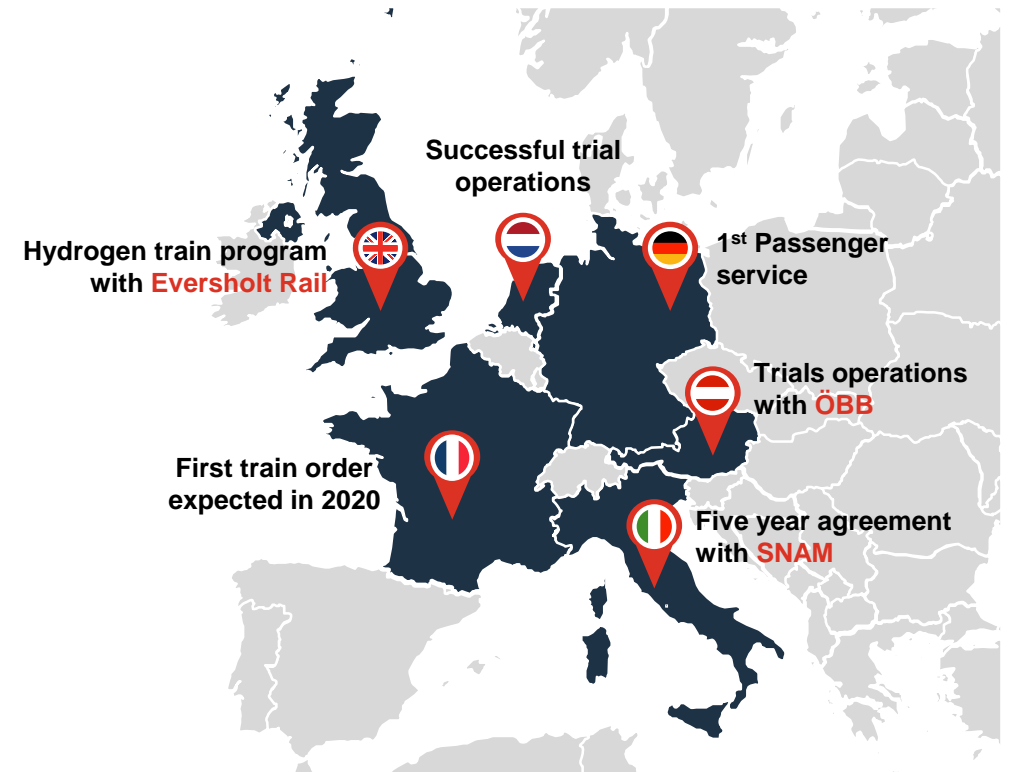 Successful trial
operations
Hydrogen train program
with Eversholt Rail
1st Passenger
service
Trials operations
with ÖBB
First train order
expected in 2020
Five year agreement
with SNAM